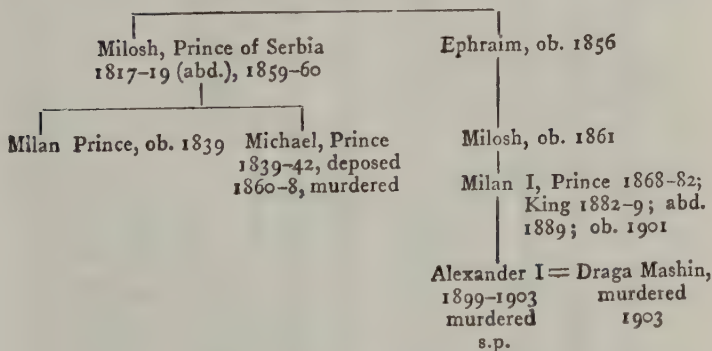 Milosh, Prince of Serbia
1817-19 (abd.), 1859-60
Ephraim, ob. 1856
Milan Prince, ob. 1839
Michael, Prince
1839-42, deposed
1860-8, murdered
Milosh, ob. 1861
Milan I, Prince 1868-82;
King 1882-9; abd.
1889; ob. 1901
Alexander I = Draga Mashin,
1899-1903 murdered
murdered 1903
s.p.